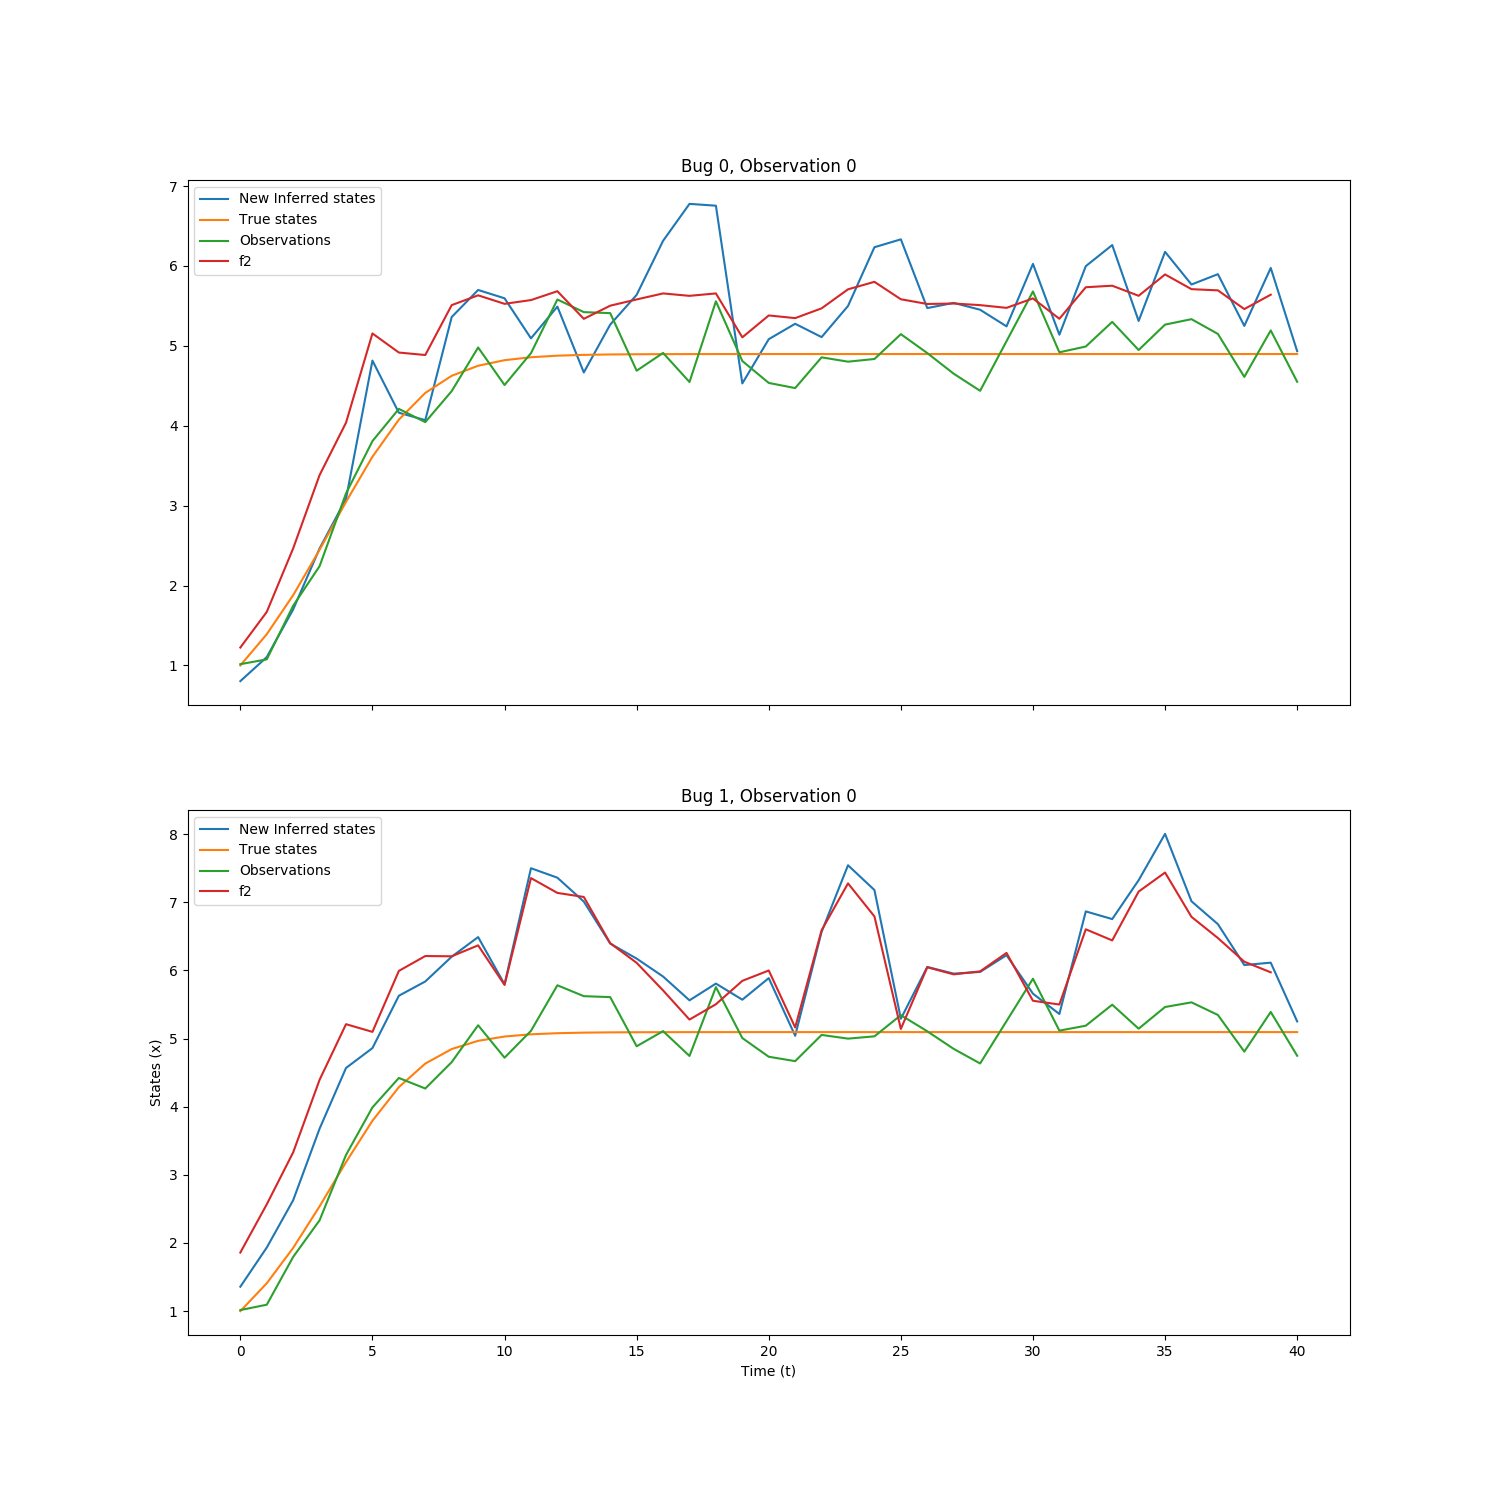 Bug 0, Observation 0
New Inferred states
True states
Observations
f2
7
6
5
4
3
2
1
Bug 1, Observation 0
New Inferred states
True states
Observations
f2
8
7
6
5
4
3
2
1
States (x)
0 5 10 15 20 25 30 35 40
Time (t)